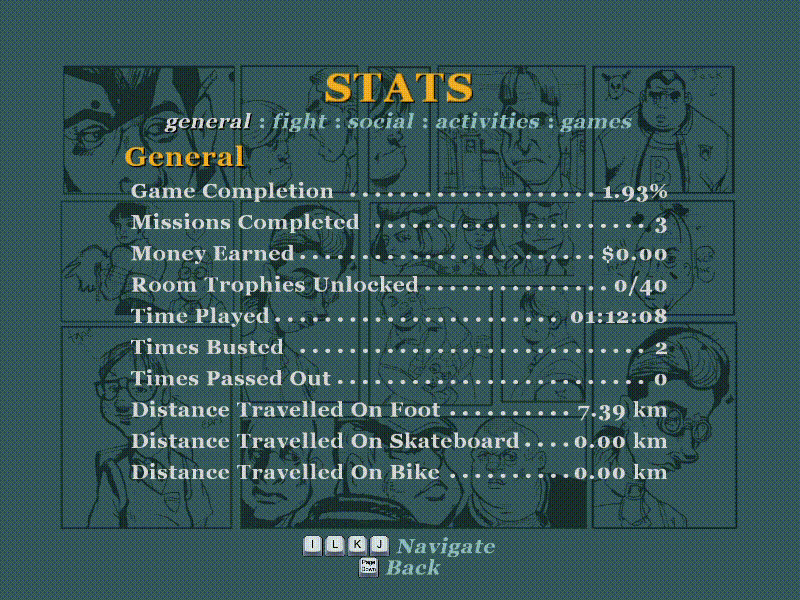 STATS
general : fight : social : activities : games
General
Game Completion .................... 1.93%
Missions Completed ...................... 3
Money Earned ........................ $0.00
Room Trophies Unlocked ............... 0/40
Time Played ....................... 01:12:08
Times Busted ............................ 2
Times Passed Out ......................... 0
Distance Travelled On Foot .......... 7.39 km
Distance Travelled On Skateboard .... 0.00 km
Distance Travelled On Bike .......... 0.00 km
I L K J Navigate
Page Down Back